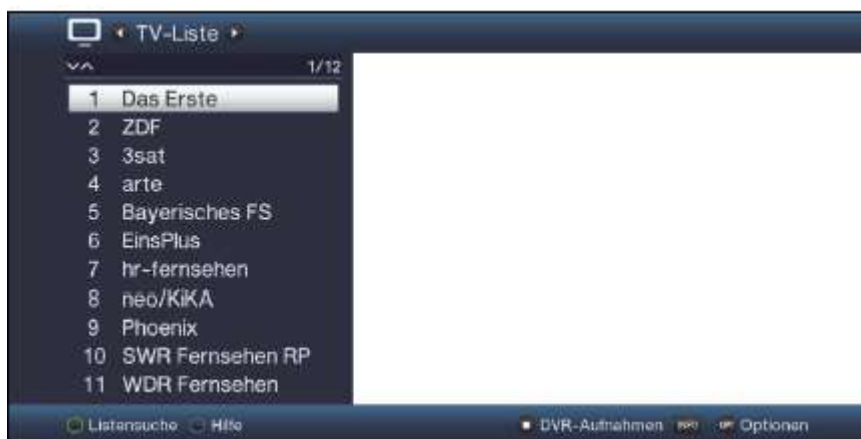 TV-Liste
1/12
1 Das Erste
2 ZDF
3 3sat
4 arte
5 Bayerisches FS
6 EinsPlus
7 hr-fernsehen
8 neo/KiKA
9 Phoenix
10 SWR Fernsehen RP
11 WDR Fernsehen
Listensuche Hilfe DVR-Aufnahmen Optionen